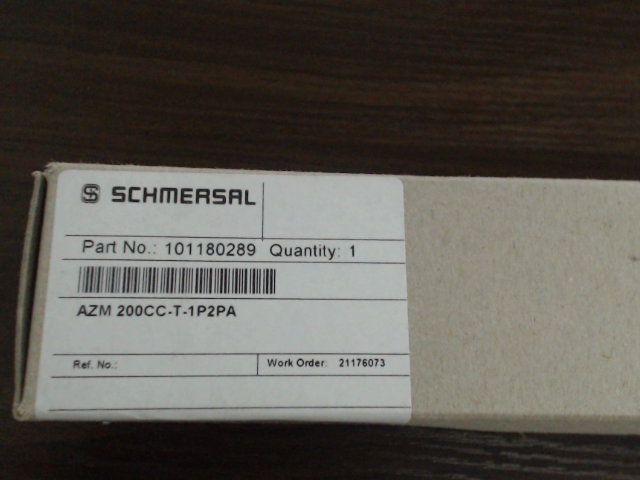 SCHMERSAL
Part No.: 101180289 Quantity: 1
AZM 200CC-T-1P2PA
Ref. No.: Work Order: 21176073